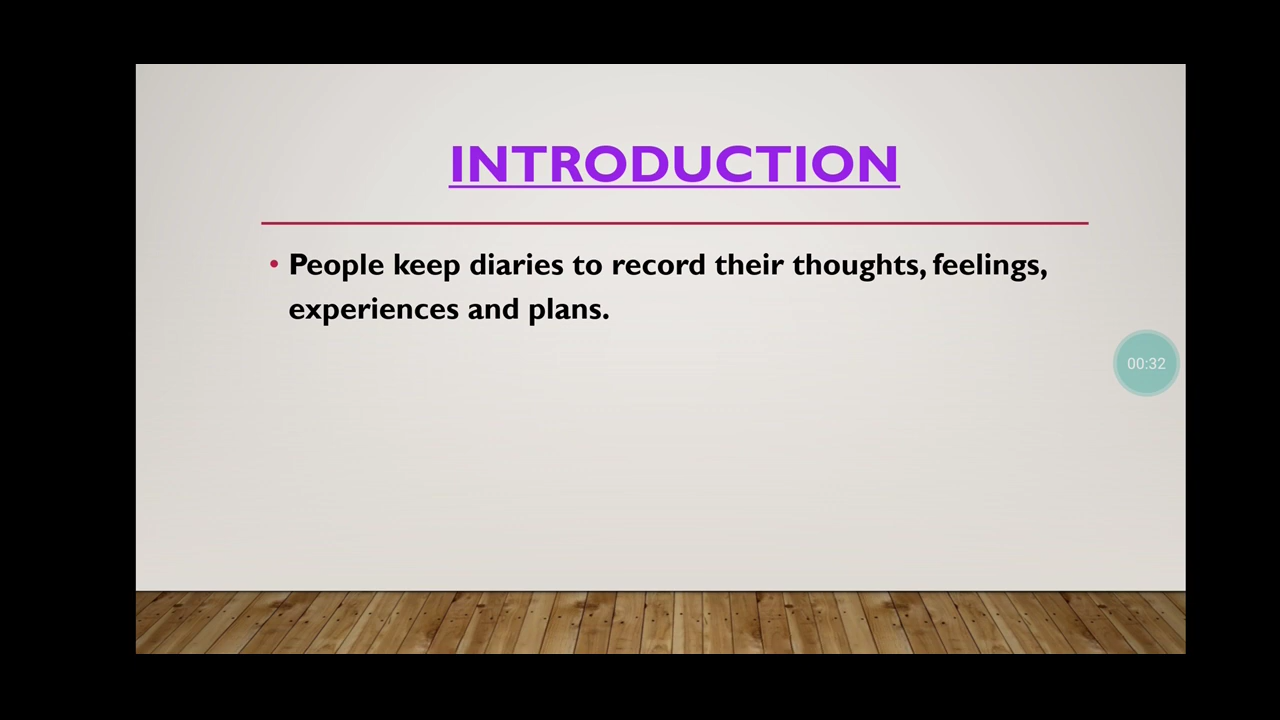 INTRODUCTION
• People keep diaries to record their thoughts, feelings,
experiences and plans.
00:32